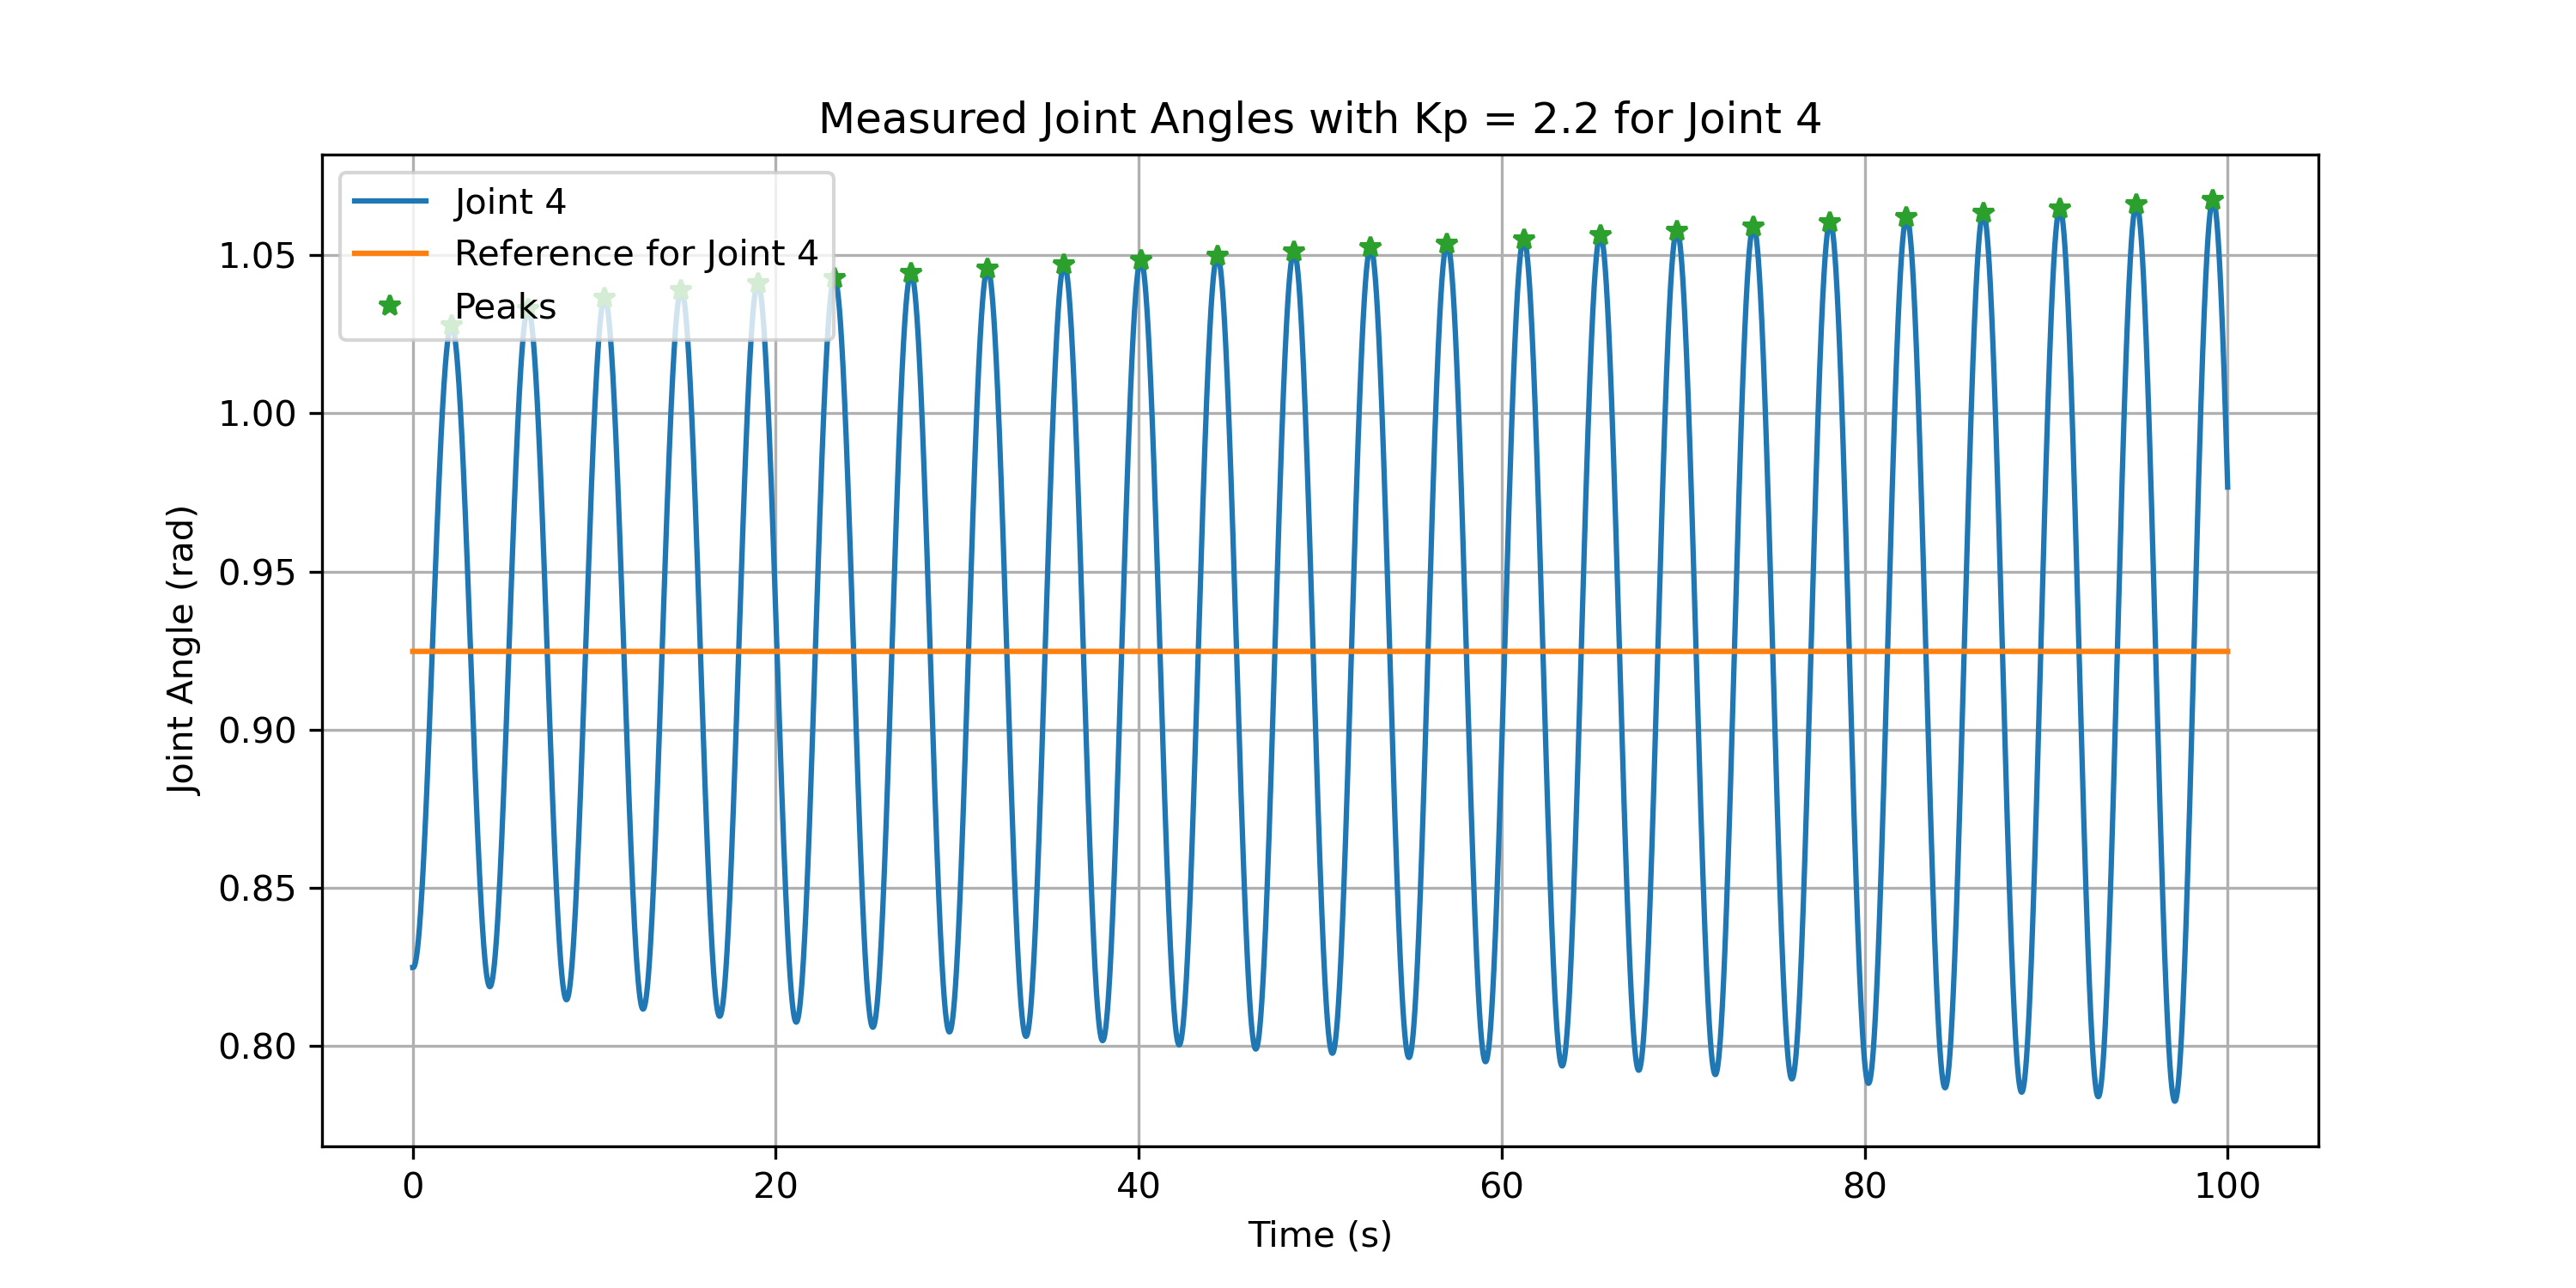 Measured Joint Angles with Kp = 2.2 for Joint 4
Joint 4
Reference for Joint 4
Peaks
Joint Angle (rad)
1.05
1.00
0.95
0.90
0.85
0.80
0
20
40
60
80
100
Time (s)